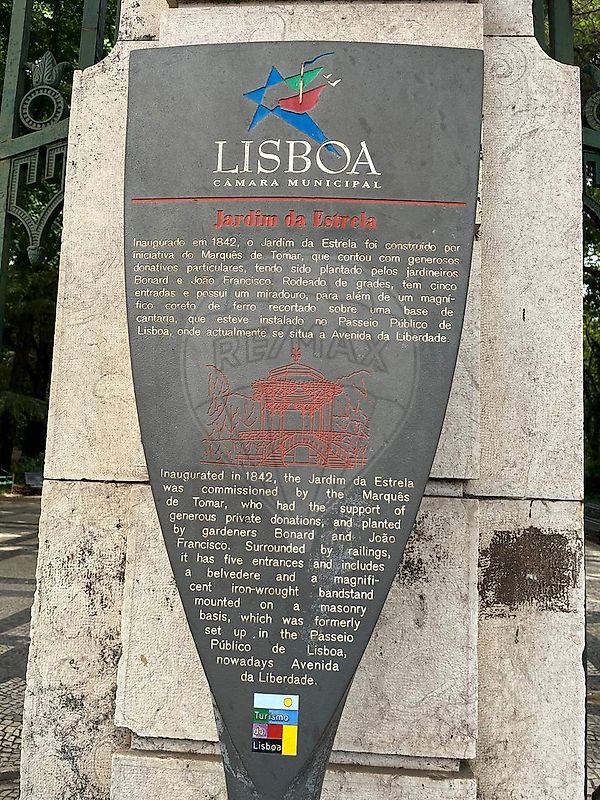 LISBOA
CÂMARA MUNICIPAL
Jardim da Estrela
Inaugurado em 1842, o Jardim da Estrela foi construído por
iniciativa do Marquês de Tomar, que contou com generosos
donativos particulares, tendo sido plantado pelos jardineiros
Bonard e João Francisco. Rodeado de grades, tem cinco
entradas e possui um miradouro, para além de um magní-
fico coreto de ferro recortado sobre uma base de
cantaria, que esteve instalado no Passeio Público de
Lisboa, onde actualmente se situa a Avenida da Liberdade.
RE/MAX
Inaugurated in 1842, the Jardim da Estrela
was commissioned by the Marquês
de Tomar, who had the support of
generous private donations, and planted
by gardeners Bonard and João
Francisco. Surrounded by railings,
it has five entrances and includes
a belvedere and a magnifi-
cent iron-wrought bandstand
mounted on a masonry
basis, which was formerly
set up in the Passeio
Público de Lisboa,
nowadays Avenida
da Liberdade.
Turismo
de
Lisboa